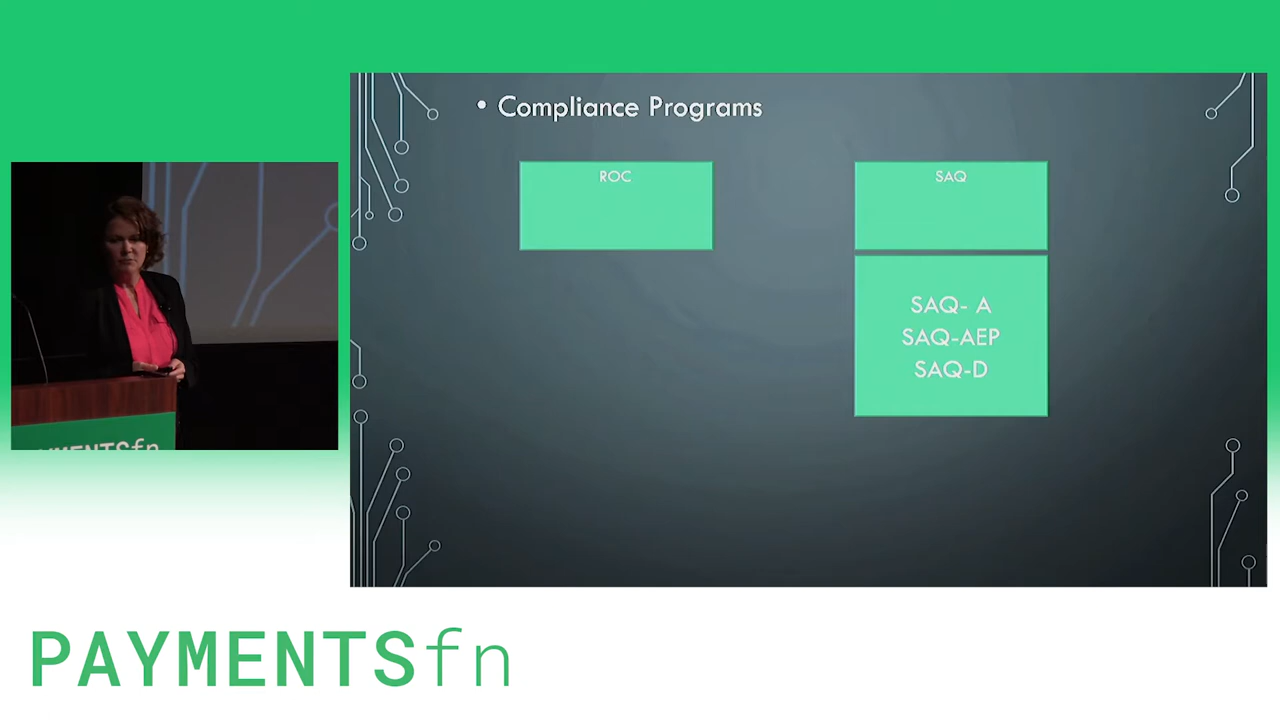 • Compliance Programs
ROC
SAQ
SAQ- A
SAQ-AEP
SAQ-D
PAYMENTSfn